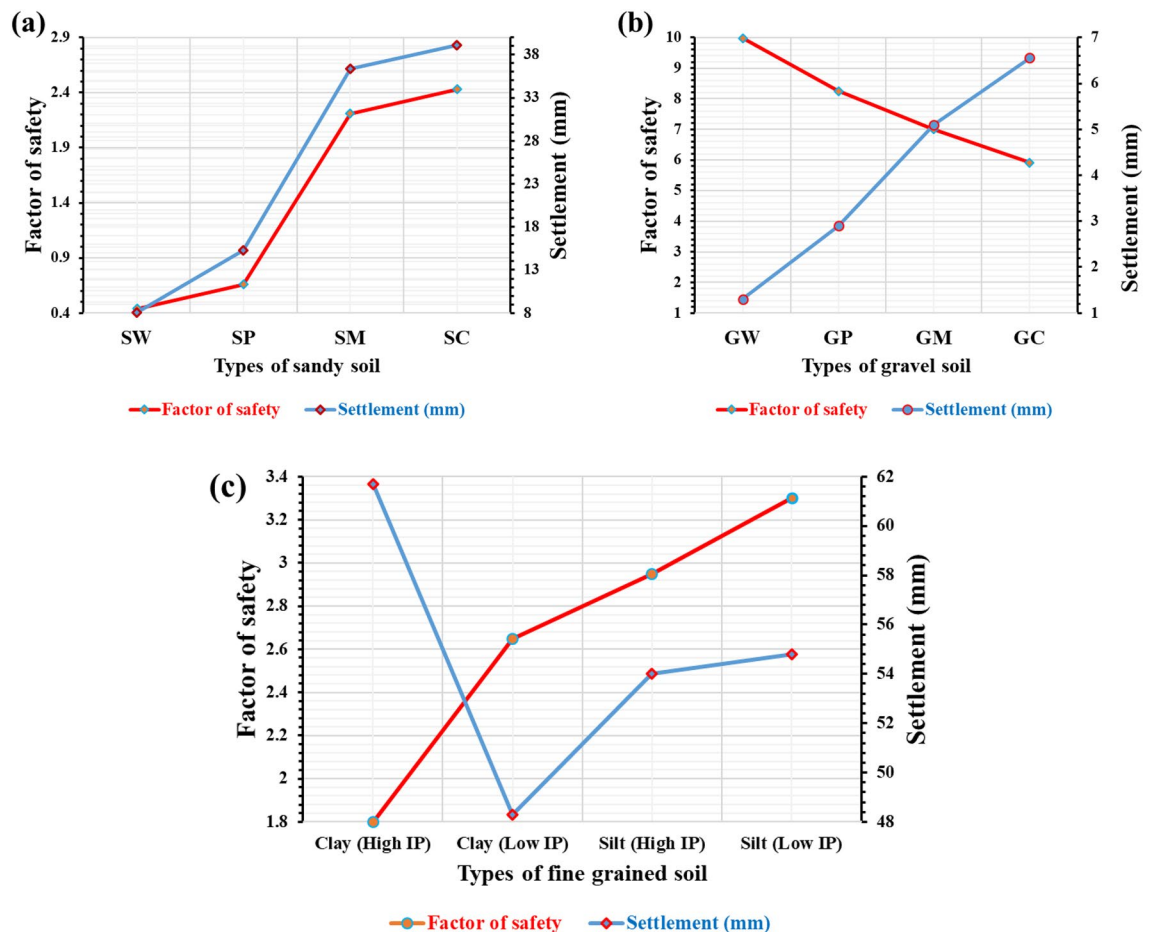 (a)
2.9
2.4
1.9
1.4
0.9
0.4
Factor of safety
38
33
28
23
18
13
8
Settlement (mm)
SW SP SM SC
Types of sandy soil
Factor of safety Settlement (mm)
(b)
10
9
8
7
6
5
4
3
2
1
Factor of safety
7
6
5
4
3
2
1
Settlement (mm)
GW GP GM GC
Types of gravel soil
Factor of safety Settlement (mm)
(c)
3.4
3.2
3
2.8
2.6
2.4
2.2
2
1.8
Factor of safety
62
60
58
56
54
52
50
48
Settlement (mm)
Clay (High IP) Clay (Low IP) Silt (High IP) Silt (Low IP)
Types of fine grained soil
Factor of safety Settlement (mm)